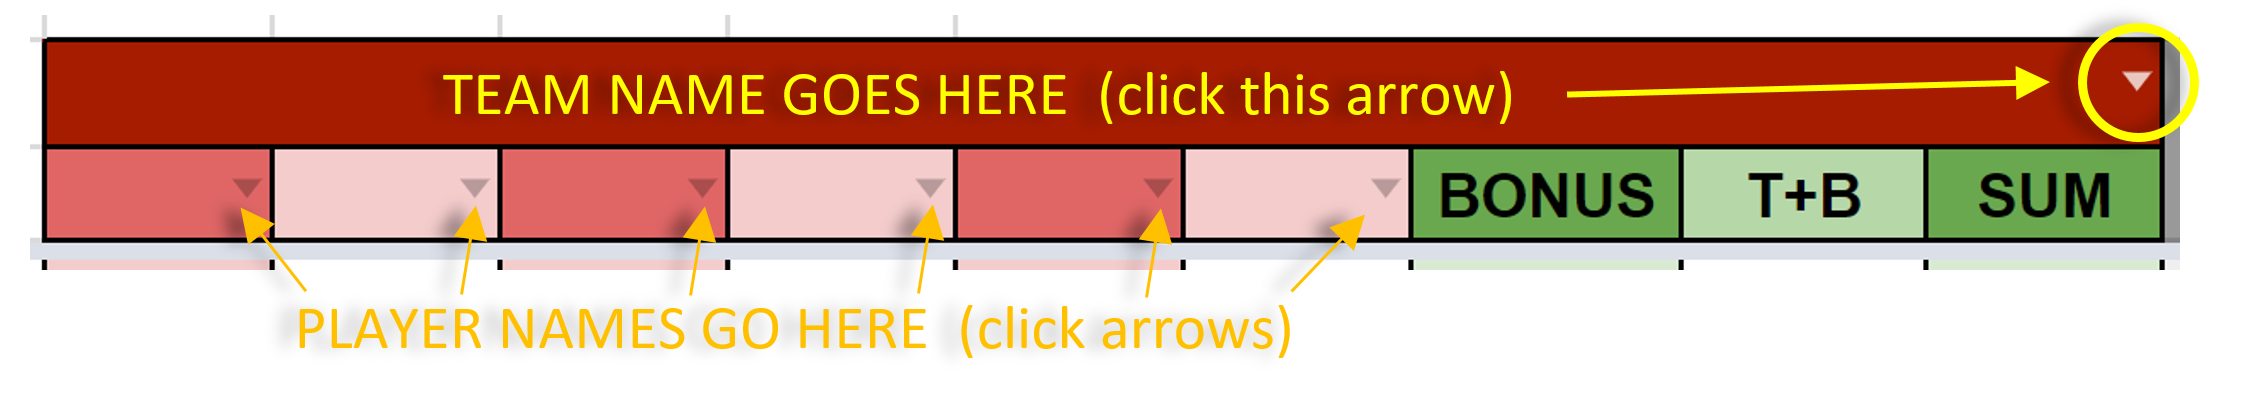 TEAM NAME GOES HERE (click this arrow)
BONUS T+B SUM
PLAYER NAMES GO HERE (click arrows)